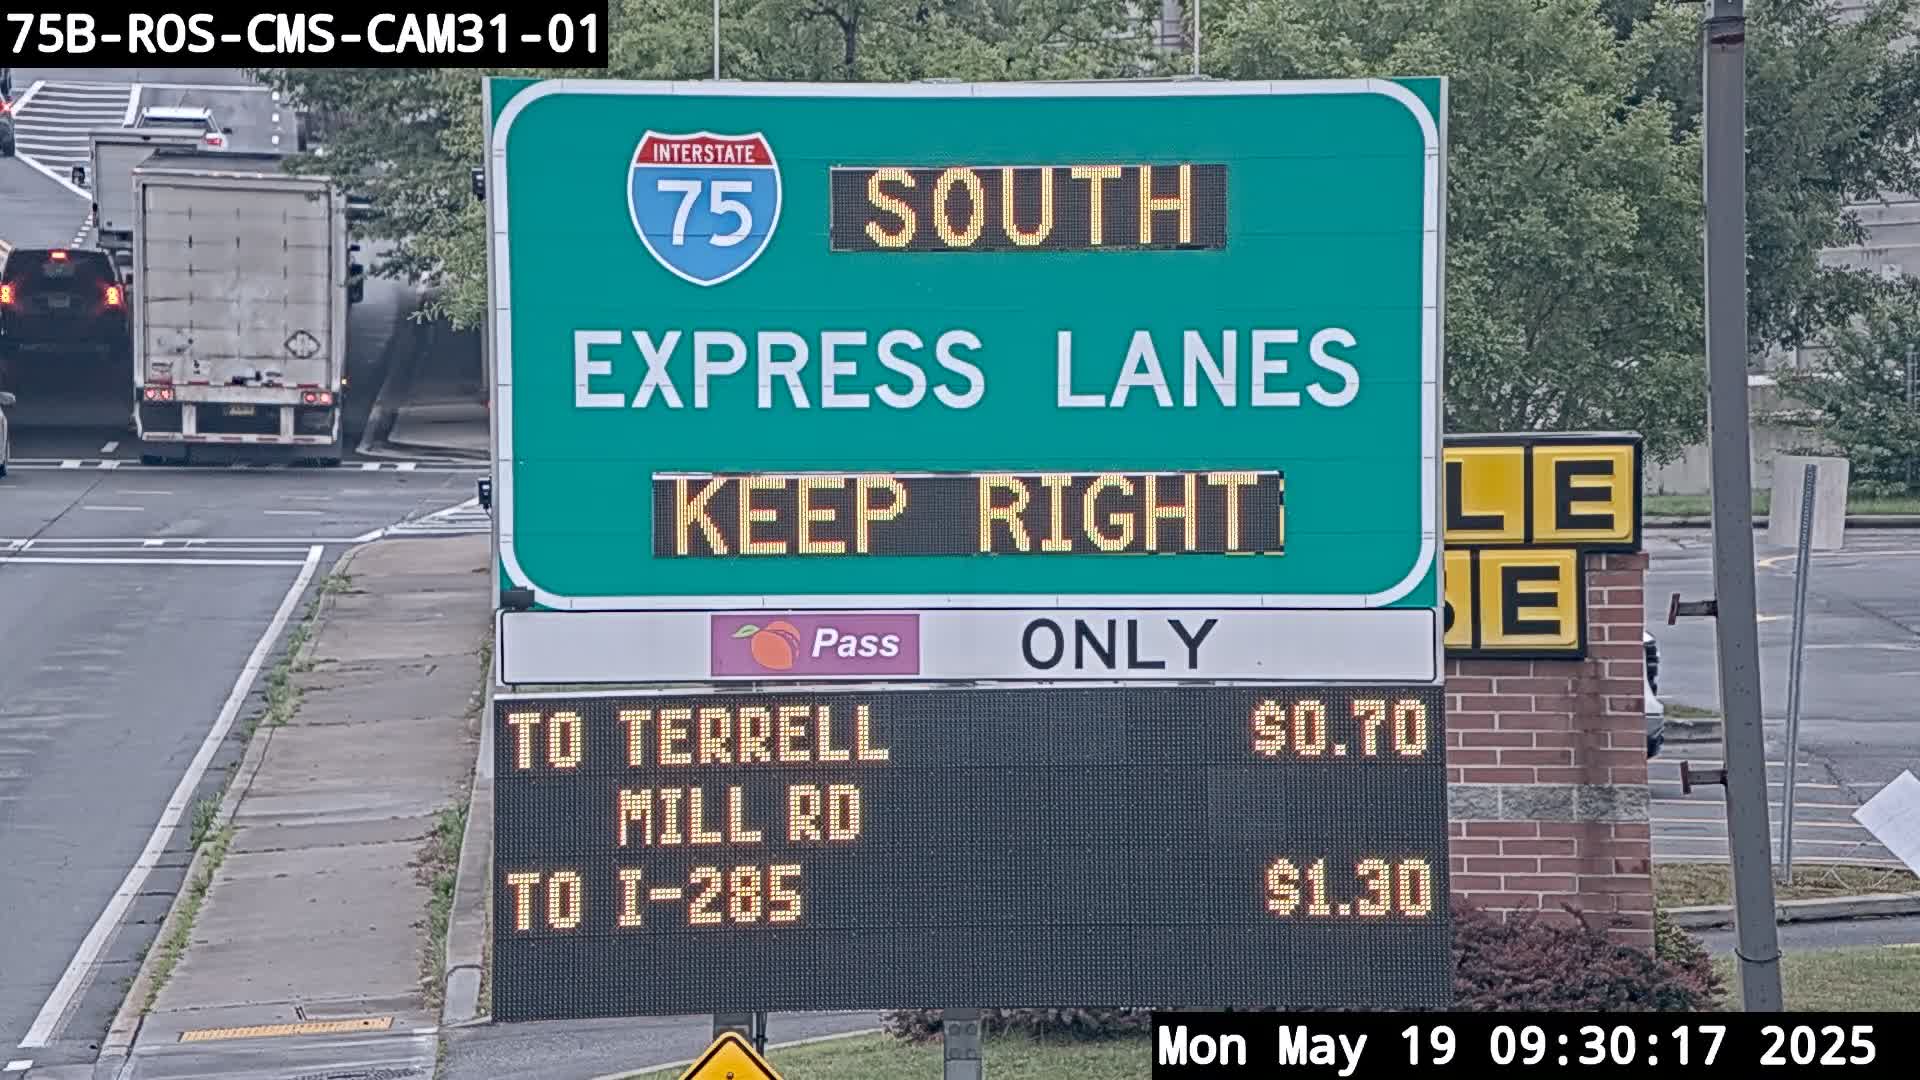 75B-ROS-CMS-CAM31-01
INTERSTATE
75
SOUTH
EXPRESS LANES
KEEP RIGHT
Pass ONLY
TO TERRELL $0.70
MILL RD
TO I-285 $1.30
LE
E
Mon May 19 09:30:17 2025